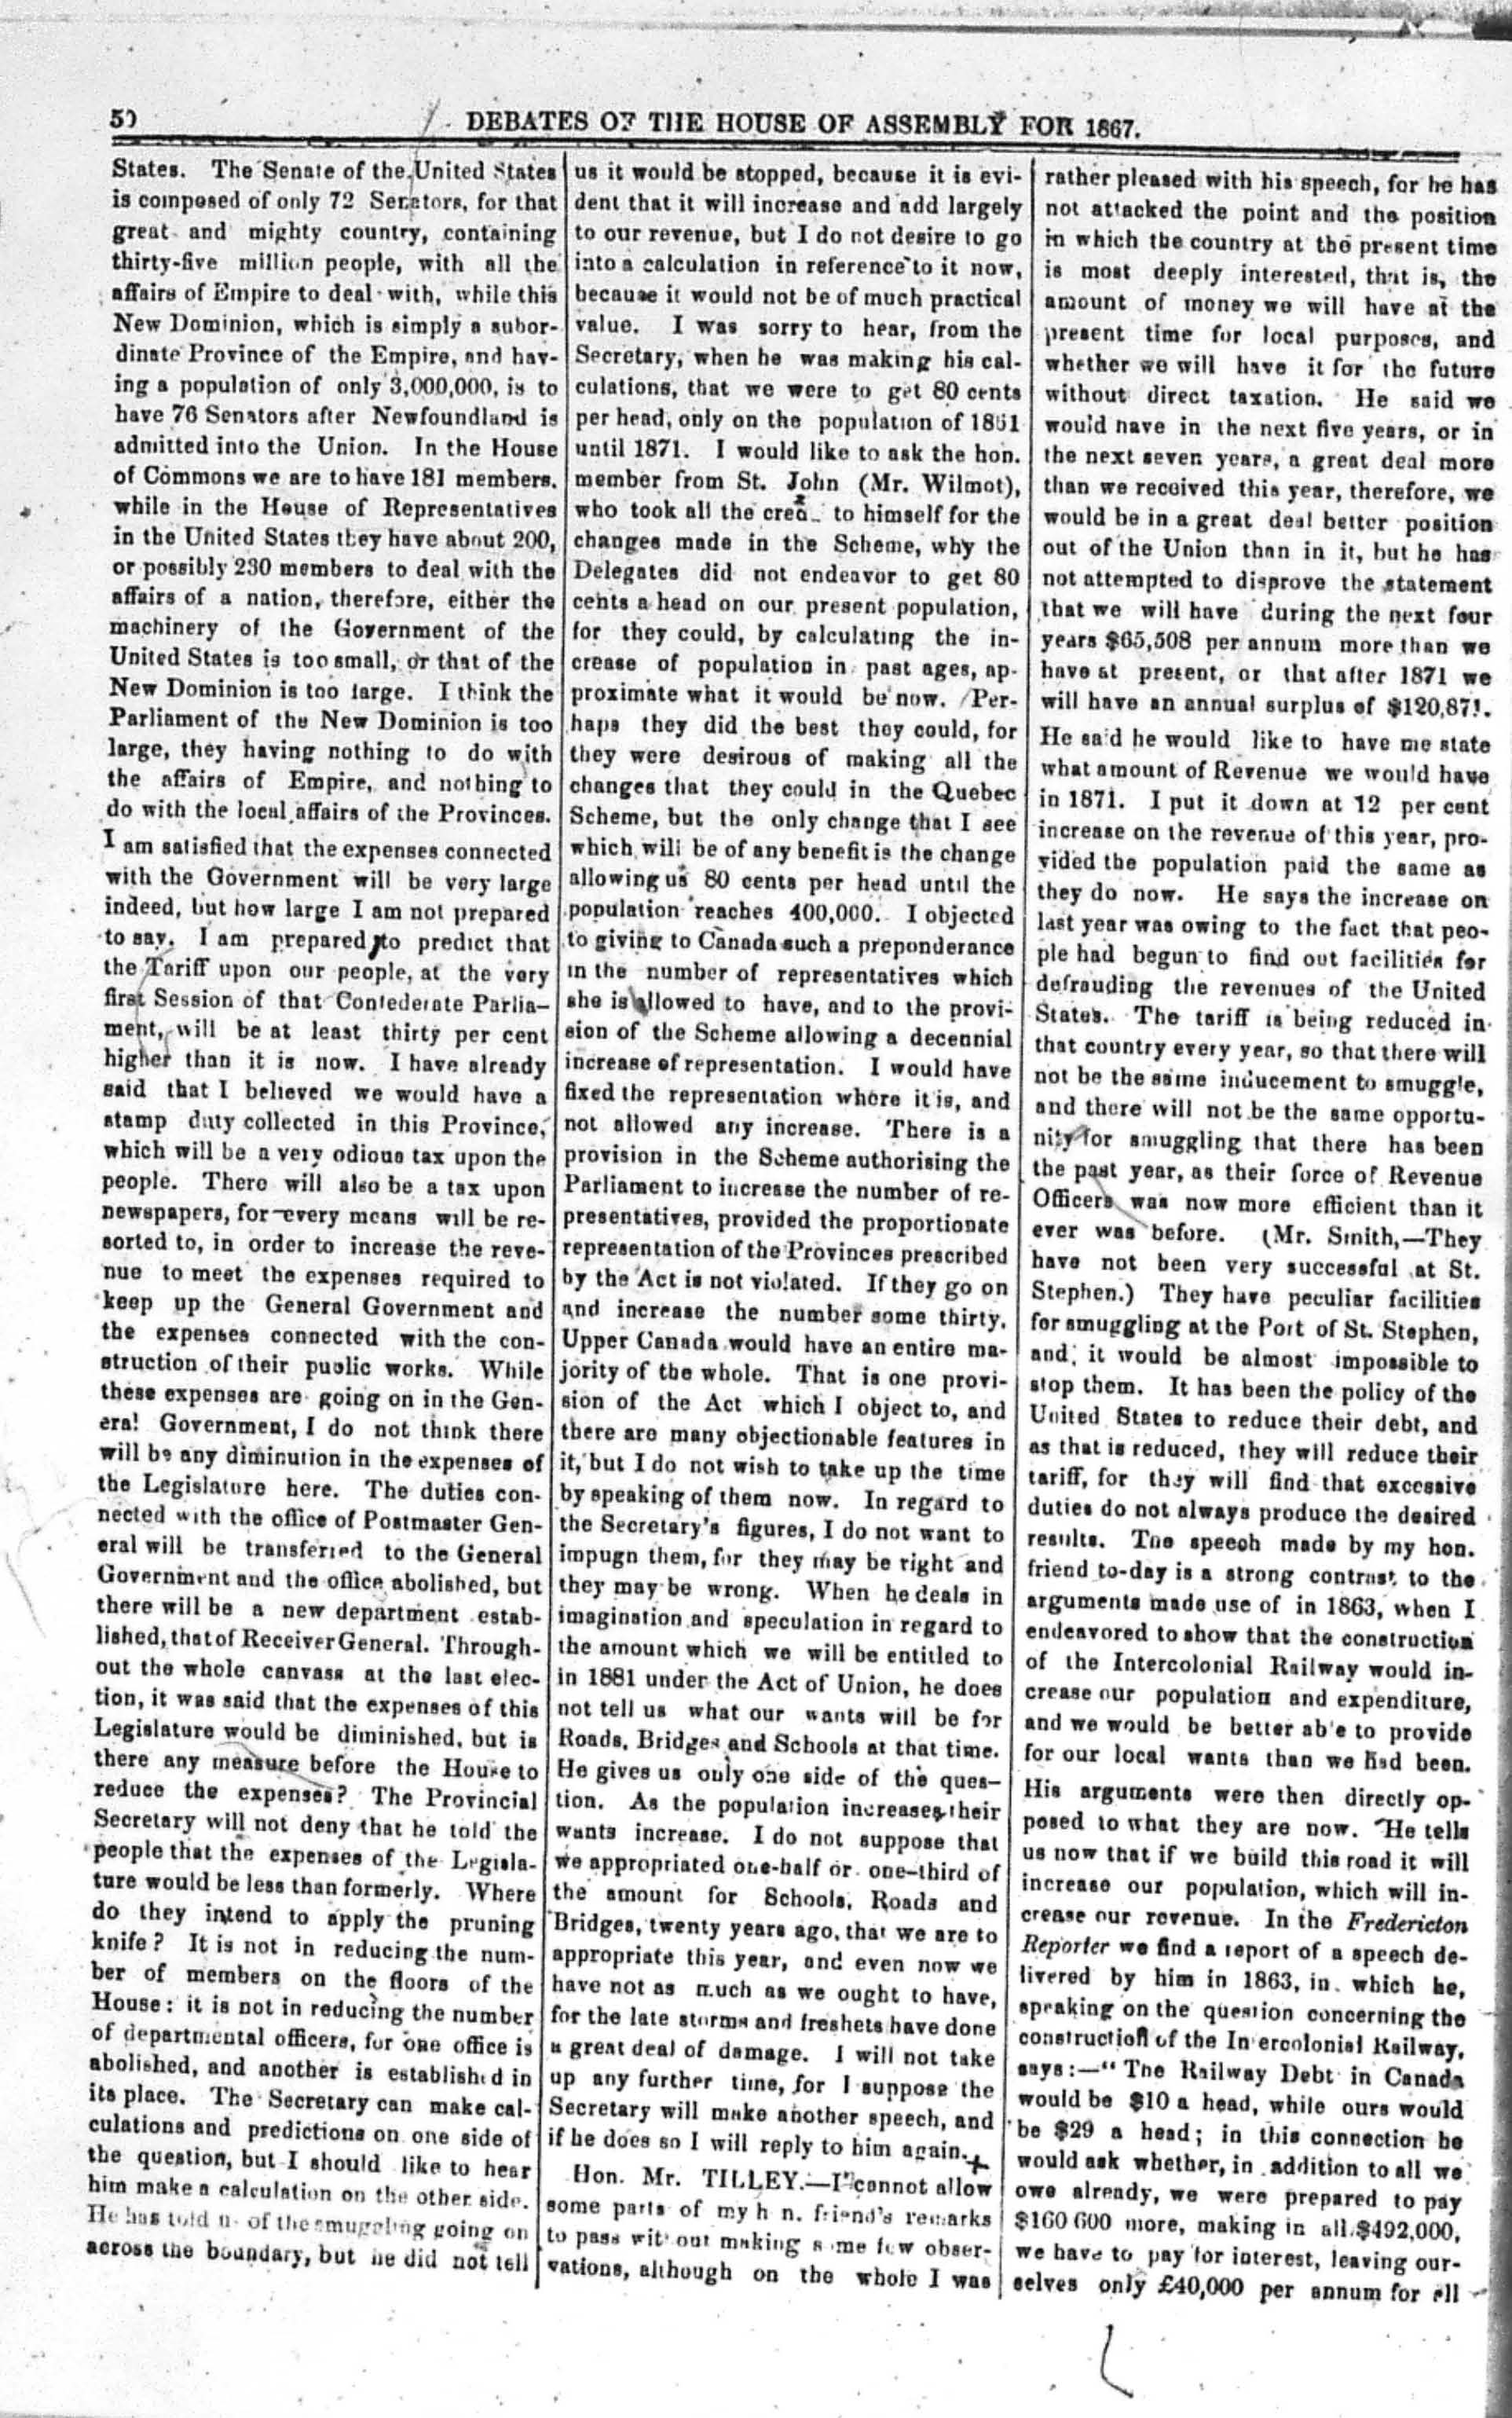 50
DEBATES OF THE HOUSE OF ASSEMBLY FOR 1867.
States. The Senate of the United States
is composed of only 72 Senators, for that
great and mighty country, containing
thirty-five million people, with all the
affairs of Empire to deal with, while this
New Dominion, which is simply a subor-
dinate Province of the Empire, and hav-
ing a population of only 3,000,000, is to
have 76 Senators after Newfoundland is
admitted into the Union. In the House
of Commons we are to have 181 members,
while in the House of Representatives
in the United States they have about 200,
or possibly 230 members to deal with the
affairs of a nation, therefore, either the
machinery of the Government of the
United States is too small, or that of the
New Dominion is too large. I think the
Parliament of the New Dominion is too
large, they having nothing to do with
the affairs of Empire, and nothing to
do with the local affairs of the Provinces.
I am satisfied that the expenses connected
with the Government will be very large
indeed, but how large I am not prepared
to say. I am prepared to predict that
the Tariff upon our people, at the very
first Session of that Confederate Parlia-
ment, will be at least thirty per cent
higher than it is now. I have already
said that I believed we would have a
stamp duty collected in this Province,
which will be a very odious tax upon the
people. There will also be a tax upon
newspapers, for every means will be re-
sorted to, in order to increase the reve-
nue to meet the expenses required to
keep up the General Government and
the expenses connected with the con-
struction of their public works. While
these expenses are going on in the Gen-
eral Government, I do not think there
will be any diminution in the expenses of
the Legislature here. The duties con-
nected with the office of Postmaster Gen-
eral will be transferred to the General
Government and the office abolished, but
there will be a new department estab-
lished, that of Receiver General. Through-
out the whole canvass at the last elec-
tion, it was said that the expenses of this
Legislature would be diminished, but is
there any measure before the House to
reduce the expenses? The Provincial
Secretary will not deny that he told the
people that the expenses of the Legisla-
ture would be less than formerly. Where
do they intend to apply the pruning
knife? It is not in reducing the num-
ber of members on the floors of the
House: it is not in reducing the number
of departmental officers, for one office is
abolished, and another is established in
its place. The Secretary can make cal-
culations and predictions on one side of
the question, but I should like to hear
him make a calculation on the other side.
He has told us of the smuggling going on
across the boundary, but he did not tell
us it would be stopped, because it is evi-
dent that it will increase and add largely
to our revenue, but I do not desire to go
into a calculation in reference to it now,
because it would not be of much practical
value. I was sorry to hear, from the
Secretary, when he was making his cal-
culations, that we were to get 80 cents
per head, only on the population of 1861
until 1871. I would like to ask the hon.
member from St. John (Mr. Wilmot),
who took all the to himself for the
changes made in the Scheme, why the
Delegates did not endeavor to get 80
cents a head on our present population,
for they could, by calculating the in-
crease of population in past ages, ap-
proximate what it would be now. Per-
haps they did the best they could, for
they were desirous of making all the
changes that they could in the Quebec
Scheme, but the only change that I see
which will be of any benefit is the change
allowing us 80 cents per head until the
population reaches 400,000. I objected
to giving to Canada such a preponderance
in the number of representatives which
she is allowed to have, and to the provi-
sion of the Scheme allowing a decennial
increase of representation. I would have
fixed the representation where it is, and
not allowed any increase. There is a
provision in the Scheme authorising the
Parliament to increase the number of re-
presentatives, provided the proportionate
representation of the Provinces prescribed
by the Act is not violated. If they go on
and increase the number some thirty,
Upper Canada would have an entire ma-
jority of the whole. That is one provi-
sion of the Act which I object to, and
there are many objectionable features in
it, but I do not wish to take up the time
by speaking of them now. In regard to
the Secretary's figures, I do not want to
impugn them, for they may be right and
they may be wrong. When he deals in
imagination and speculation in regard to
the amount which we will be entitled to
in 1881 under the Act of Union, he does
not tell us what our wants will be for
Roads, Bridges and Schools at that time.
He gives us only one side of the ques-
tion. As the population increases, their
wants increase. I do not suppose that
we appropriated one-half or one-third of
the amount for Schools, Roads and
Bridges, twenty years ago, that we are to
appropriate this year, and even now we
have not as much as we ought to have,
for the late storms and freshets have done
a great deal of damage. I will not take
up any further time, for I suppose the
Secretary will make another speech, and
if he does so I will reply to him again.
Hon. Mr. TILLEY.—I cannot allow
some parts of my h n. friend's remarks
to pass wit out making s me few obser-
vations, although on the whole I was
rather pleased with his speech, for he has
not attacked the point and the position
in which the country at the present time
is most deeply interested, that is, the
amount of money we will have at the
present time for local purposes, and
whether we will have it for the future
without direct taxation. He said we
would have in the next five years, or in
the next seven years, a great deal more
than we received this year, therefore, we
would be in a great deal better position
out of the Union than in it, but he has
not attempted to disprove the statement
that we will have during the next four
years $65,508 per annum more than we
have at present, or that after 1871 we
will have an annual surplus of $120,871.
He said he would like to have me state
what amount of Revenue we would have
in 1871. I put it down at 12 per cent
increase on the revenue of this year, pro-
vided the population paid the same as
they do now. He says the increase on
last year was owing to the fact that peo-
ple had begun to find out facilities for
defrauding the revenues of the United
States. The tariff is being reduced in
that country every year, so that there will
not be the same inducement to smuggle,
and there will not be the same opportu-
nity for smuggling that there has been
the past year, as their force of Revenue
Officers was now more efficient than it
ever was before. (Mr. Smith,—They
have not been very successful at St.
Stephen.) They have peculiar facilities
for smuggling at the Port of St. Stephen,
and it would be almost impossible to
stop them. It has been the policy of the
United States to reduce their debt, and
as that is reduced, they will reduce their
tariff, for they will find that excessive
duties do not always produce the desired
results. The speech made by my hon.
friend to-day is a strong contrast to the
arguments made use of in 1863, when I
endeavored to show that the construction
of the Intercolonial Railway would in-
crease our population and expenditure,
and we would be better able to provide
for our local wants than we had been.
His arguments were then directly op-
posed to what they are now. He tells
us now that if we build this road it will
increase our population, which will in-
crease our revenue. In the Fredericton
Reporter we find a report of a speech de-
livered by him in 1863, in which he,
speaking on the question concerning the
construction of the Intercolonial Railway,
says:—"The Railway Debt in Canada
would be $10 a head, while ours would
be $29 a head; in this connection he
would ask whether, in addition to all we
owe already, we were prepared to pay
$160 000 more, making in all $492,000,
we have to pay for interest, leaving our-
selves only £40,000 per annum for all